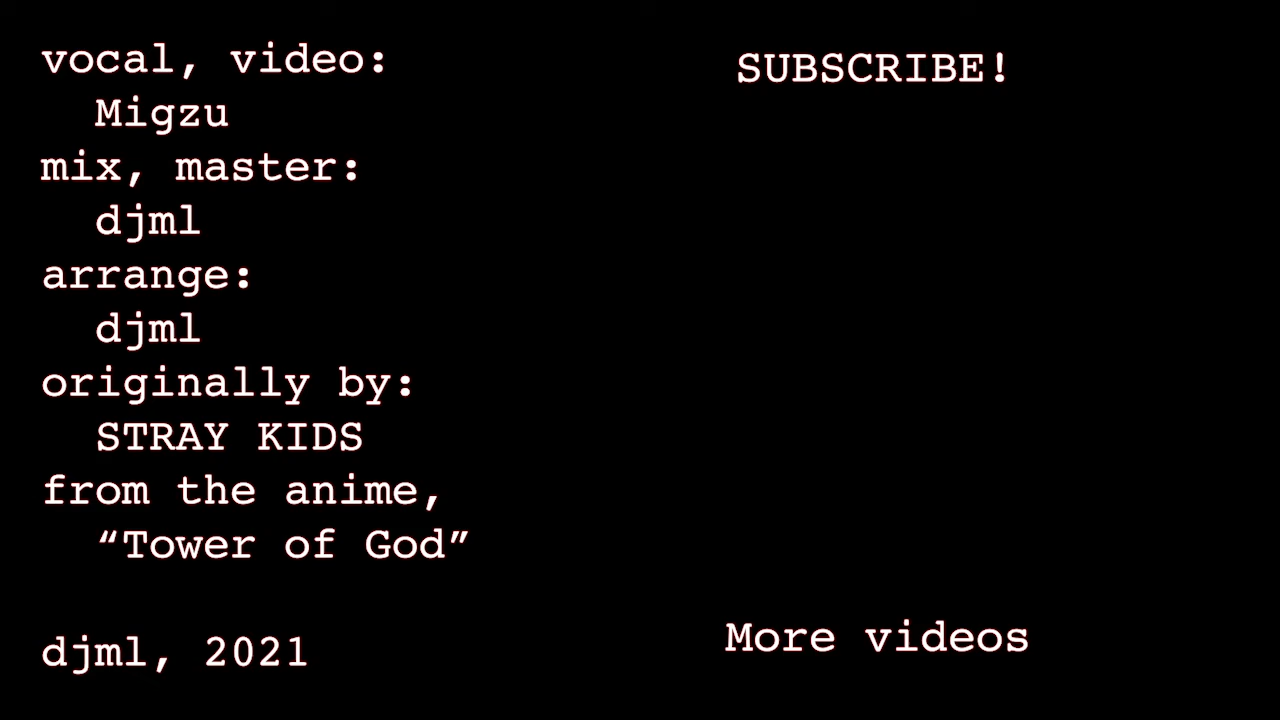 vocal, video:
Migzu
mix, master:
djml
arrange:
djml
originally by:
STRAY KIDS
from the anime,
“Tower of God”
djml, 2021
SUBSCRIBE!
More videos